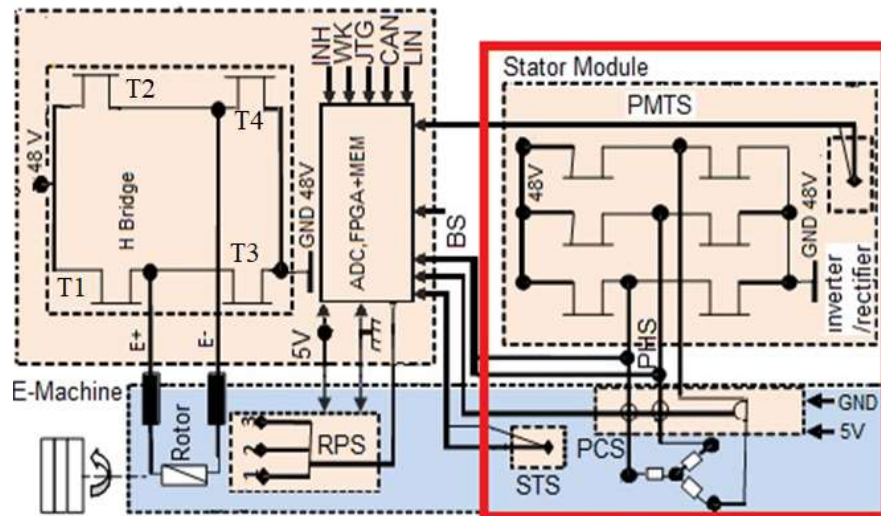 INH
WK
JTG
CAN
LIN
Stator Module
PMTS
T2
T4
48 V
H Bridge
GND 48V
ADC,FPGA+MEM
BS
48V
GND 48V
inverter
/rectifier
T1
T3
E+
E-
5V
PHS
E-Machine
Rotor
3
2
1
RPS
STS
PCS
GND
5V